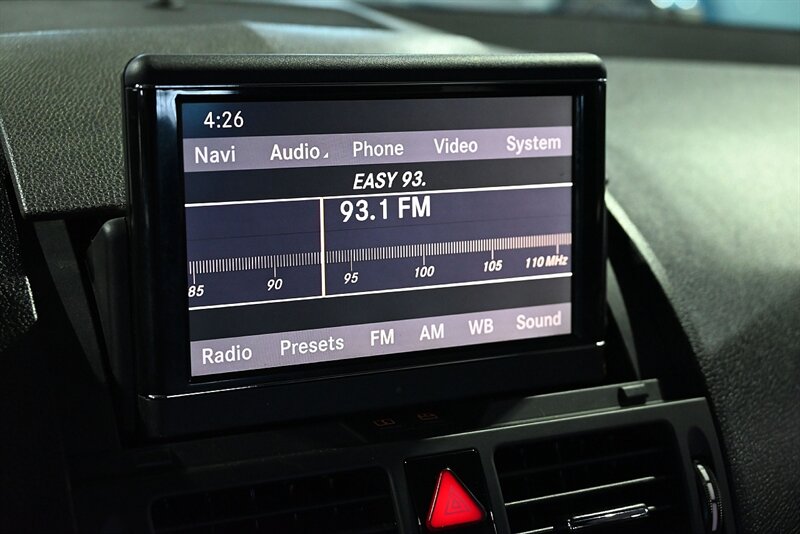 4:26
Navi Audio Phone Video System
EASY 93.
93.1 FM
85 90 95 100 105 110 MHz
Radio Presets FM AM WB Sound